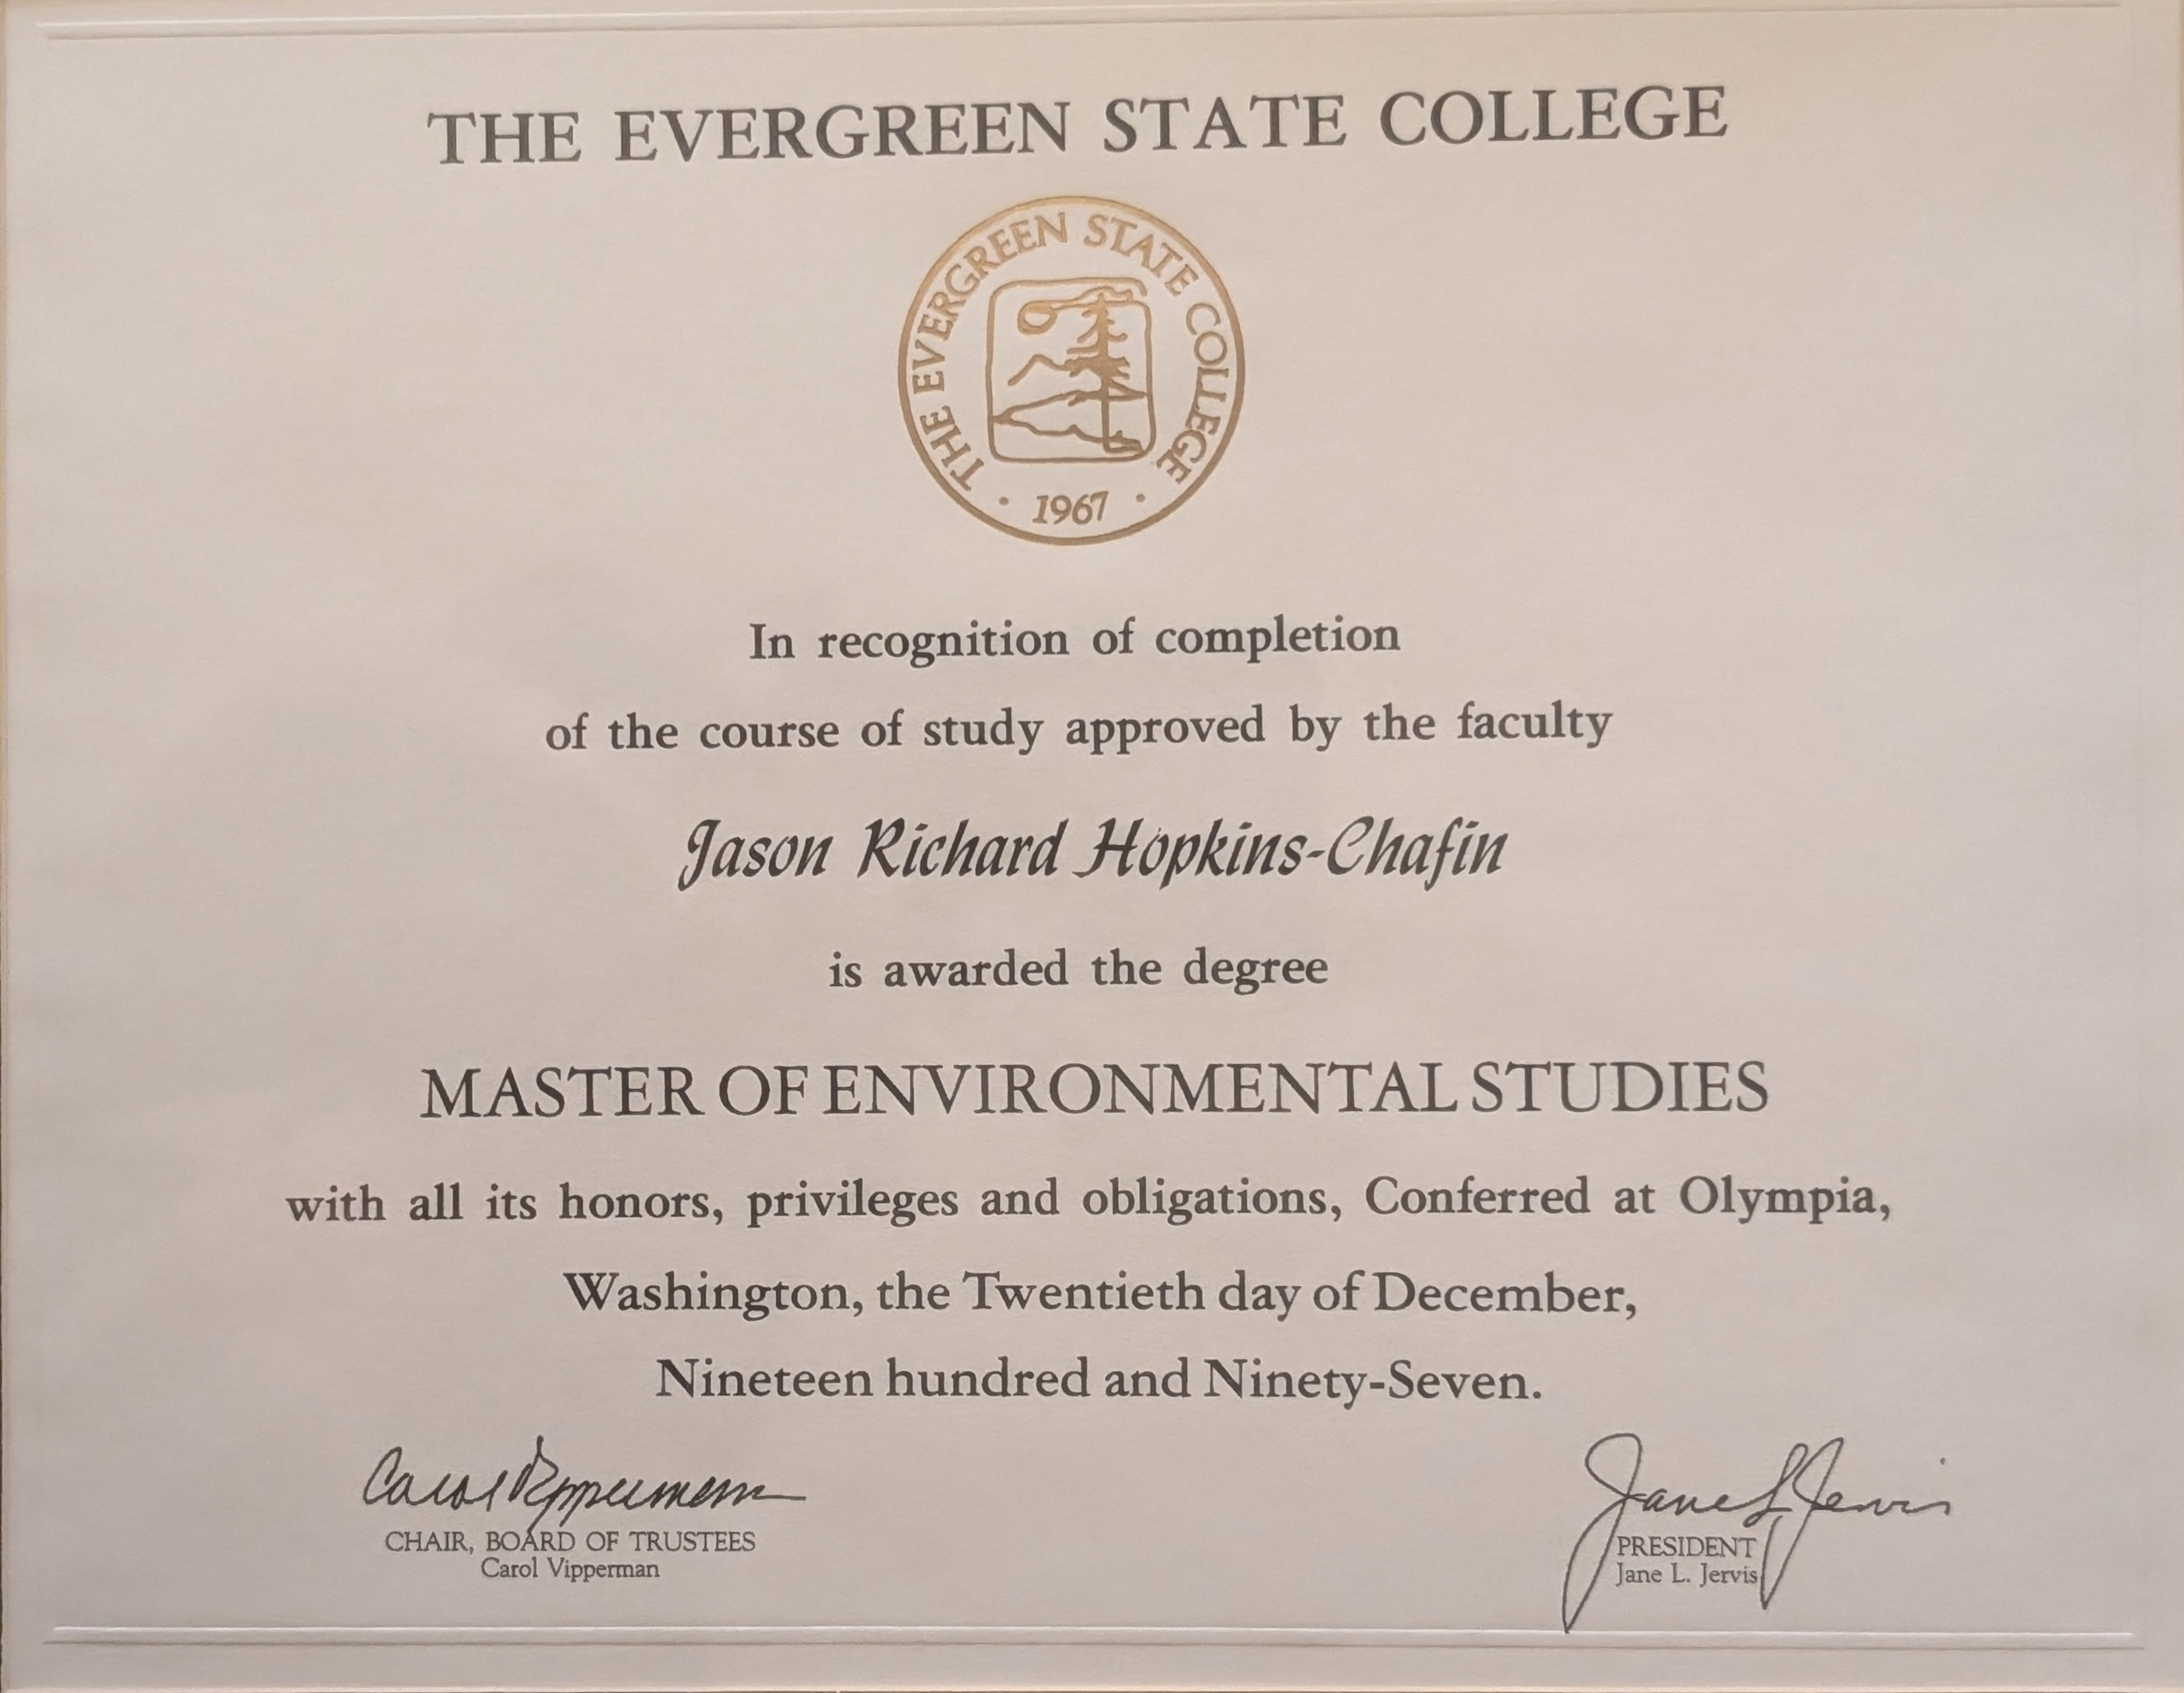 THE EVERGREEN STATE COLLEGE
THE EVERGREEN STATE COLLEGE
· 1967 ·
In recognition of completion
of the course of study approved by the faculty
Jason Richard Hopkins-Chafin
is awarded the degree
MASTER OF ENVIRONMENTAL STUDIES
with all its honors, privileges and obligations, Conferred at Olympia,
Washington, the Twentieth day of December,
Nineteen hundred and Ninety-Seven.
Carol Vipperman
CHAIR, BOARD OF TRUSTEES
Carol Vipperman
Jane L Jervis
PRESIDENT
Jane L. Jervis